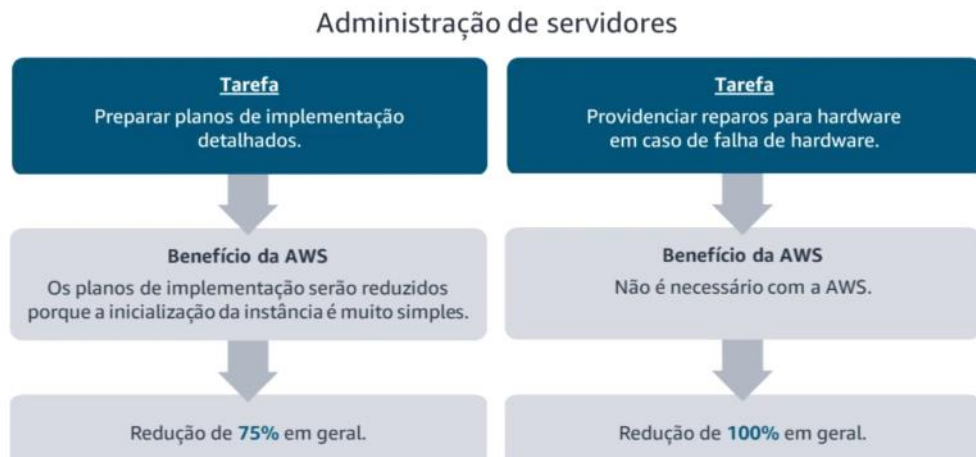 Administração de servidores
Tarefa
Preparar planos de implementação
detalhados.
Benefício da AWS
Os planos de implementação serão reduzidos
porque a inicialização da instância é muito simples.
Redução de 75% em geral.
Tarefa
Providenciar reparos para hardware
em caso de falha de hardware.
Benefício da AWS
Não é necessário com a AWS.
Redução de 100% em geral.